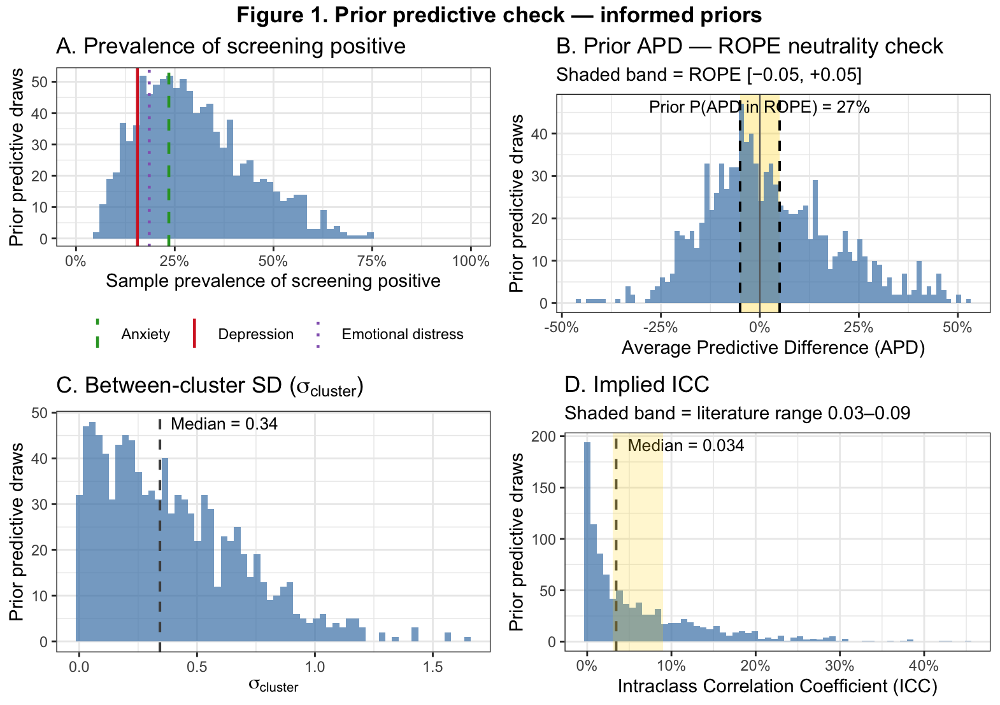 Figure 1. Prior predictive check — informed priors
A. Prevalence of screening positive
Prior predictive draws
50
40
30
20
10
0
0% 25% 50% 75% 100%
Sample prevalence of screening positive
Anxiety Depression Emotional distress
B. Prior APD — ROPE neutrality check
Shaded band = ROPE [−0.05, +0.05]
Prior P(APD in ROPE) = 27%
Prior predictive draws
40
30
20
10
0
-50% -25% 0% 25% 50%
Average Predictive Difference (APD)
C. Between-cluster SD (σcluster)
Median = 0.34
Prior predictive draws
50
40
30
20
10
0
0.0 0.5 1.0 1.5
σcluster
D. Implied ICC
Shaded band = literature range 0.03–0.09
Median = 0.034
Prior predictive draws
200
150
100
50
0
0% 10% 20% 30% 40%
Intraclass Correlation Coefficient (ICC)